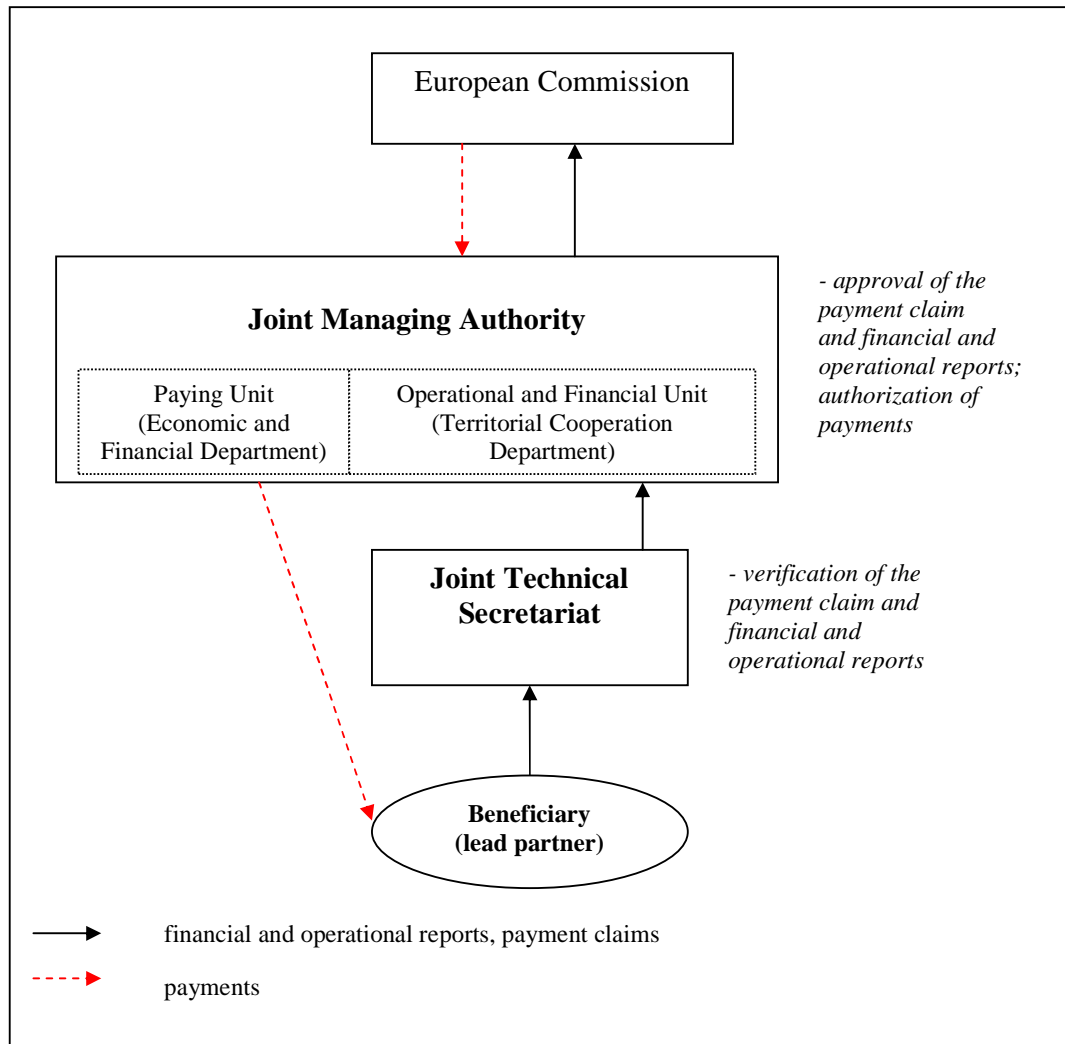 European Commission
Joint Managing Authority
- approval of the
payment claim
and financial and
operational reports;
authorization of
payments
Paying Unit
(Economic and
Financial Department)
Operational and Financial Unit
(Territorial Cooperation
Department)
Joint Technical
Secretariat
- verification of the
payment claim and
financial and
operational reports
Beneficiary
(lead partner)
financial and operational reports, payment claims
payments